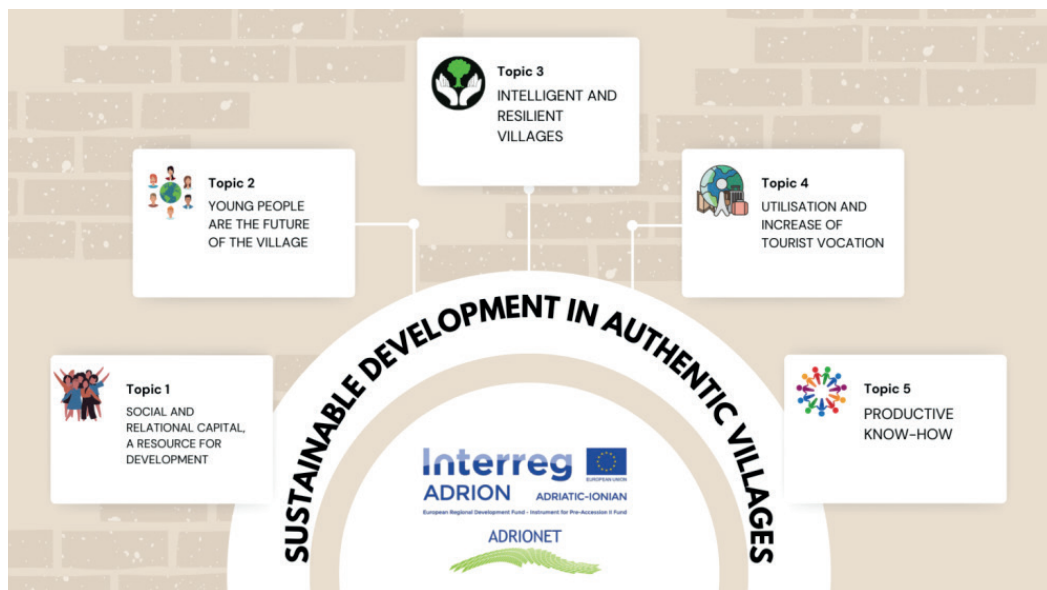 Topic 3
INTELLIGENT AND
RESILIENT
VILLAGES
Topic 2
YOUNG PEOPLE
ARE THE FUTURE
OF THE VILLAGE
Topic 4
UTILISATION AND
INCREASE OF
TOURIST VOCATION
SUSTAINABLE DEVELOPMENT IN AUTHENTIC VILLAGES
Topic 1
SOCIAL AND
RELATIONAL CAPITAL,
A RESOURCE FOR
DEVELOPMENT
Topic 5
PRODUCTIVE
KNOW-HOW
Interreg
EUROPEAN UNION
ADRION ADRIATIC-IONIAN
European Regional Development Fund - Instrument for Pre-Accession II Fund
ADRIONET